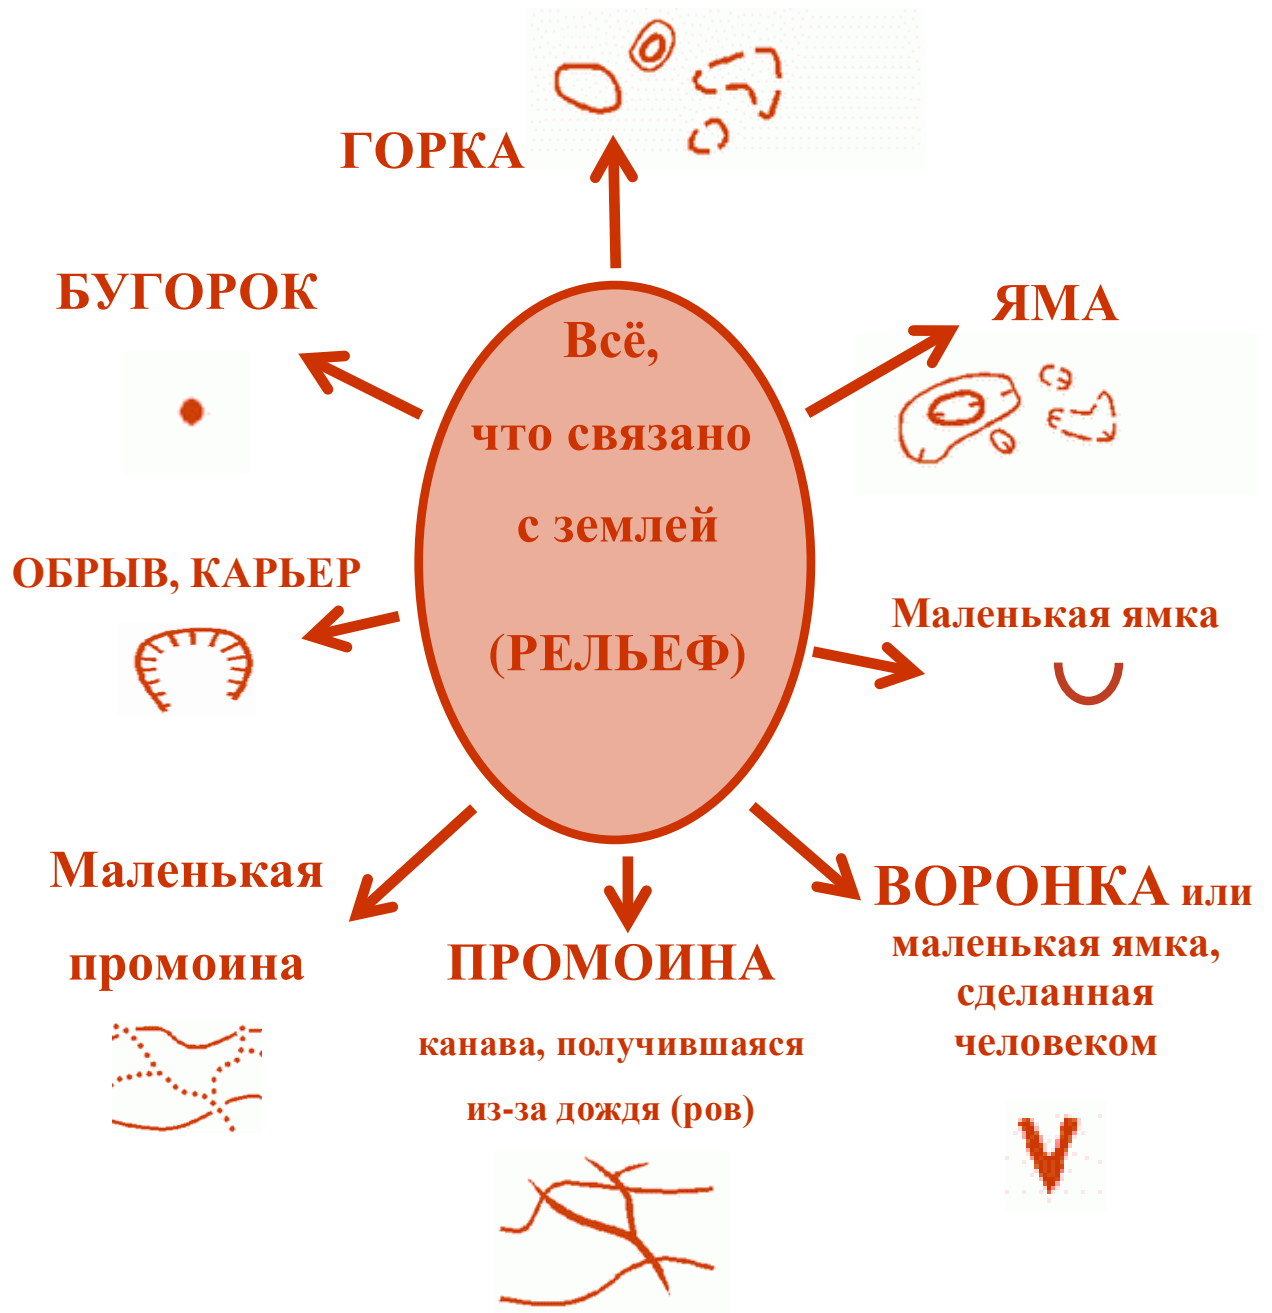 ГОРКА
БУГОРОК
ЯМА
Всё,
что связано
с землей
(РЕЛЬЕФ)
ОБРЫВ, КАРЬЕР
Маленькая ямка
Маленькая
промоина
ПРОМОИНА
канава, получившаяся
из-за дождя (ров)
ВОРОНКА или
маленькая ямка,
сделанная
человеком